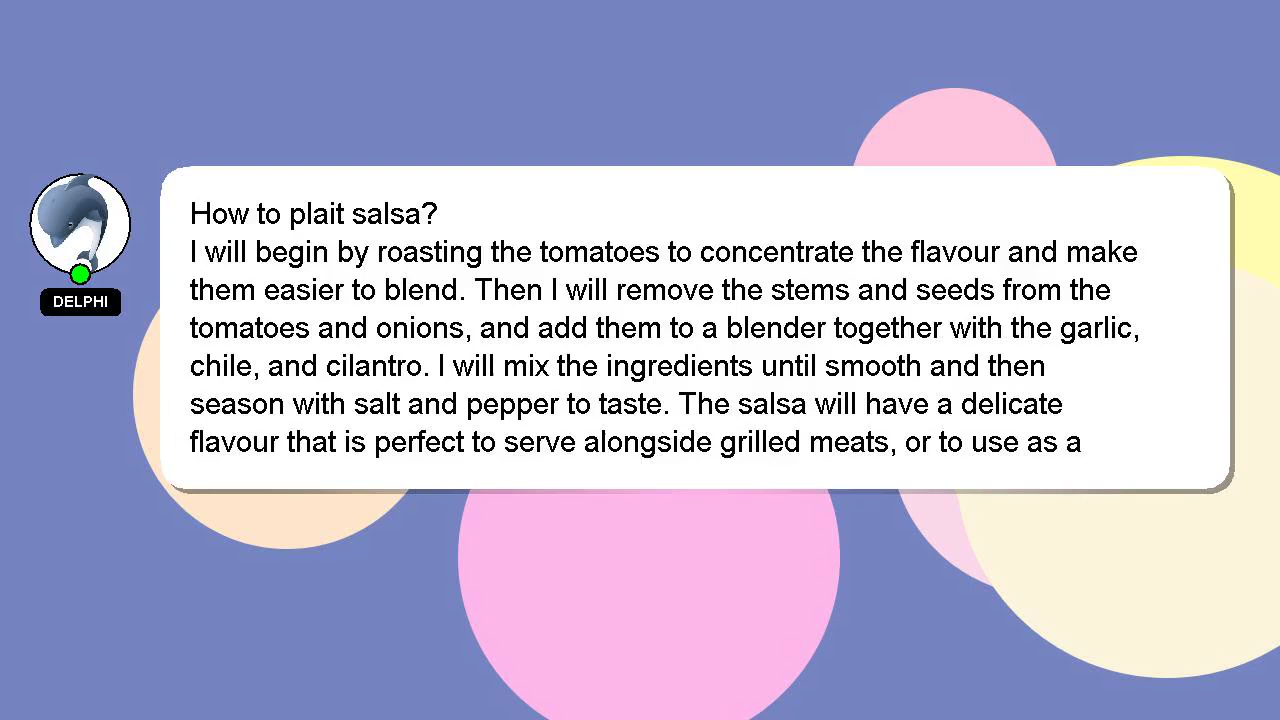 How to plait salsa?
I will begin by roasting the tomatoes to concentrate the flavour and make
them easier to blend. Then I will remove the stems and seeds from the
tomatoes and onions, and add them to a blender together with the garlic,
chile, and cilantro. I will mix the ingredients until smooth and then
season with salt and pepper to taste. The salsa will have a delicate
flavour that is perfect to serve alongside grilled meats, or to use as a
DELPHI